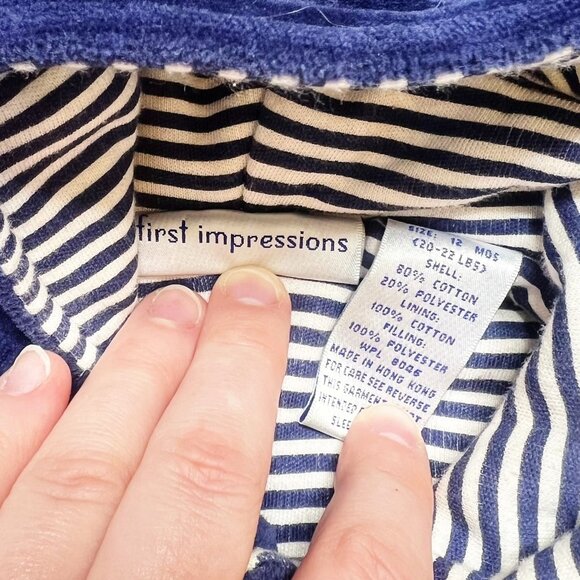 first impressions
SIZE: 12 MOS
(20-22 LBS)
SHELL:
80% COTTON
20% POLYESTER
LINING:
100% COTTON
FILLING:
100% POLYESTER
WPL 8096
MADE IN HONG KONG
FOR CARE SEE REVERSE
THIS GARMENT